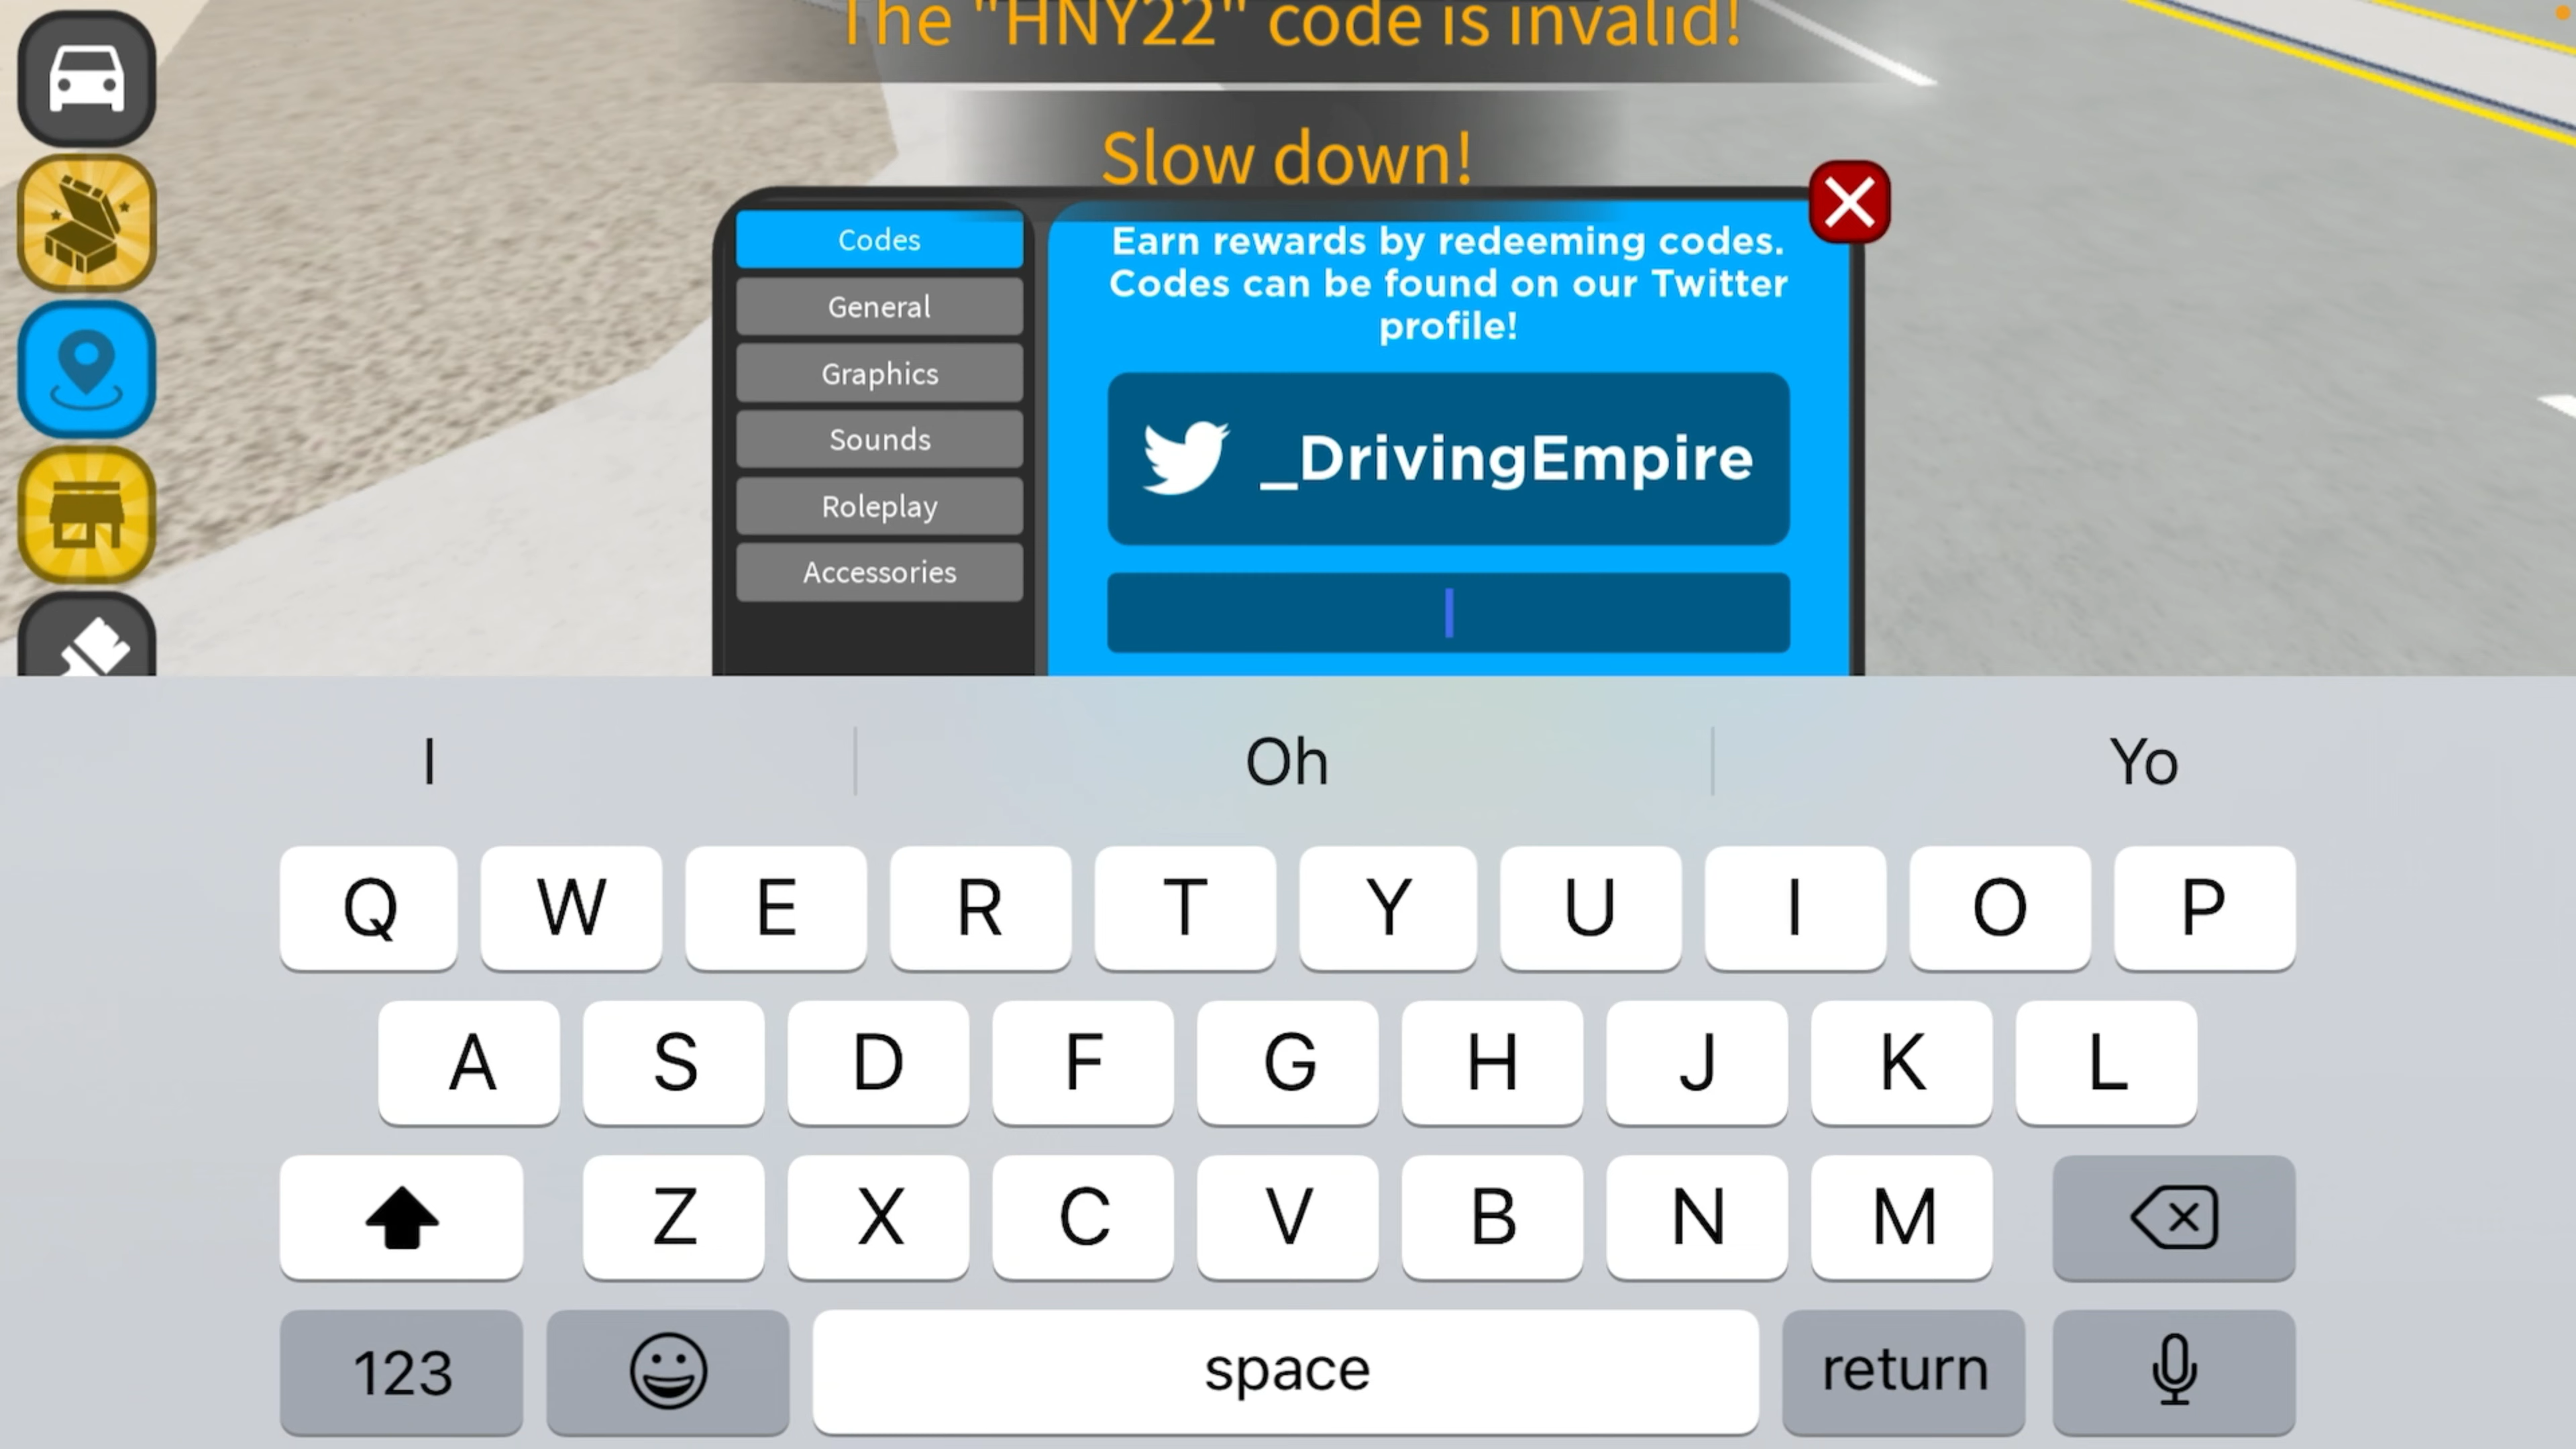 The "HNY22" code is invalid!
Slow down!
Codes
General
Graphics
Sounds
Roleplay
Accessories
Earn rewards by redeeming codes.
Codes can be found on our Twitter
profile!
_DrivingEmpire
I
Oh
Yo
Q W E R T Y U I O P
A S D F G H J K L
Z X C V B N M
123
space
return